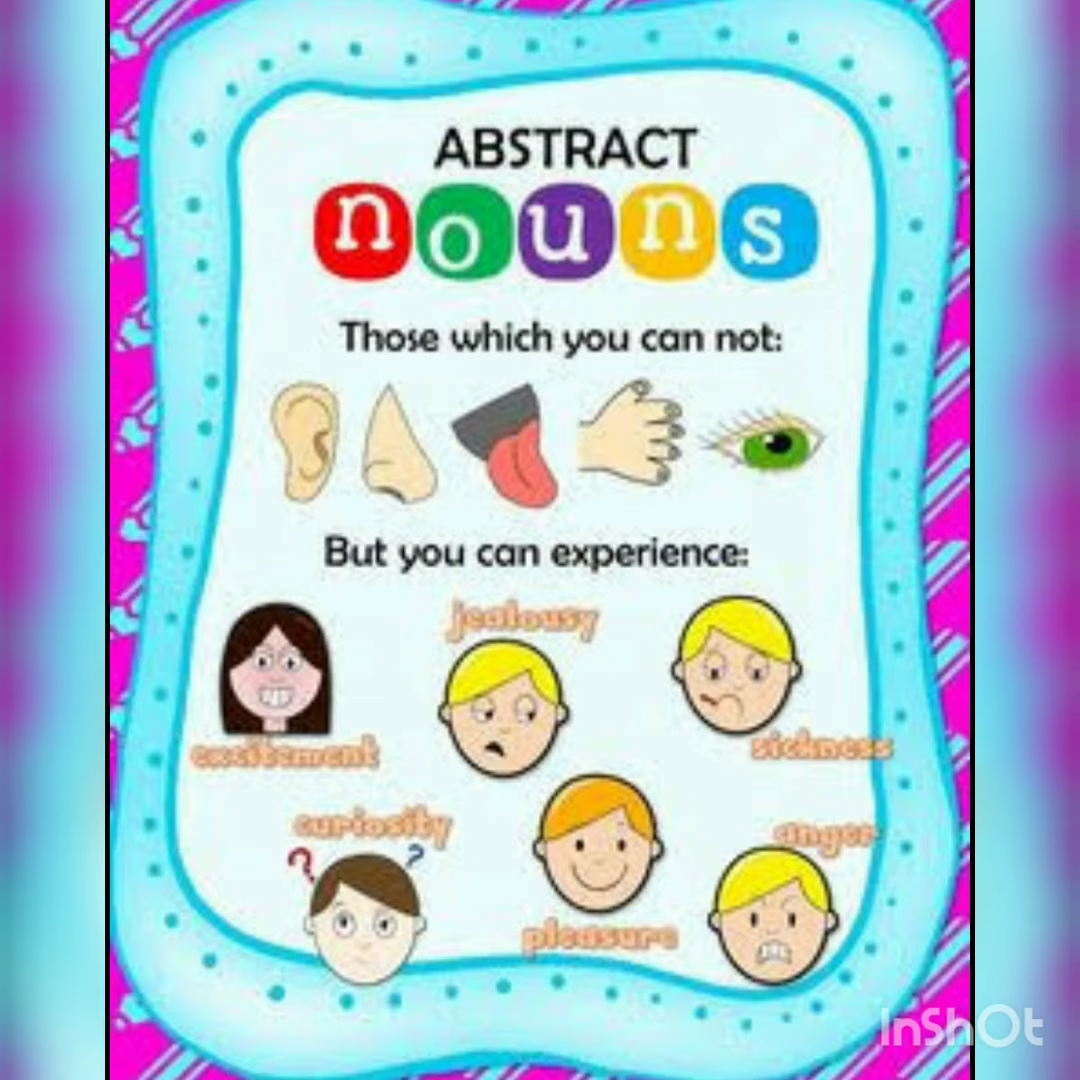 ABSTRACT
nouns
Those which you can not:
But you can experience:
jealousy
excitement
sickness
curiosity
? ?
anger
pleasure
InShOt